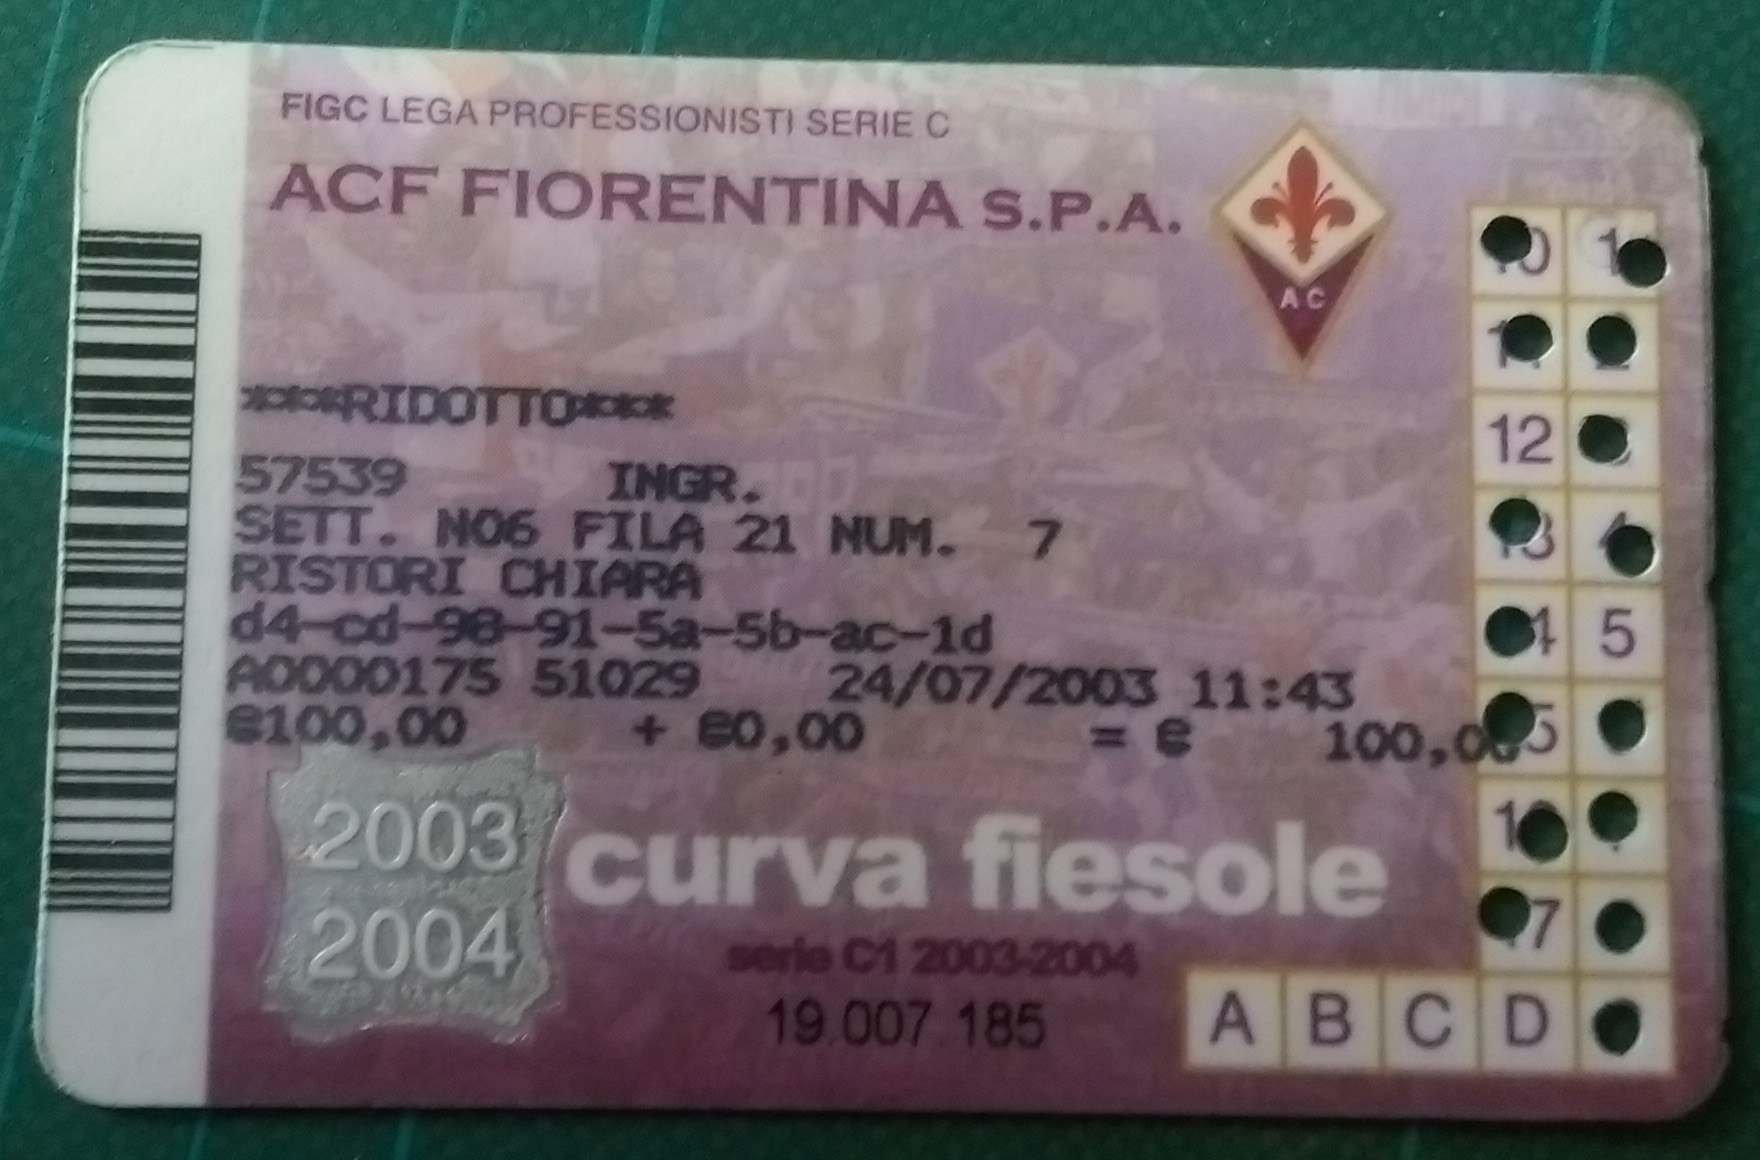 FIGC LEGA PROFESSIONISTI SERIE C
ACF FIORENTINA S.P.A.
AC
***RIDOTTO***
57539 INGR.
SETT. N06 FILA 21 NUM. 7
RISTORI CHIARA
d4-cd-98-91-5a-5b-ac-1d
A0000175 51029 24/07/2003 11:43
e100,00 + e0,00 = e 100,0
2003
2004
curva fiesole
serie C1 2003-2004
19.007.185
12
5
A B C D